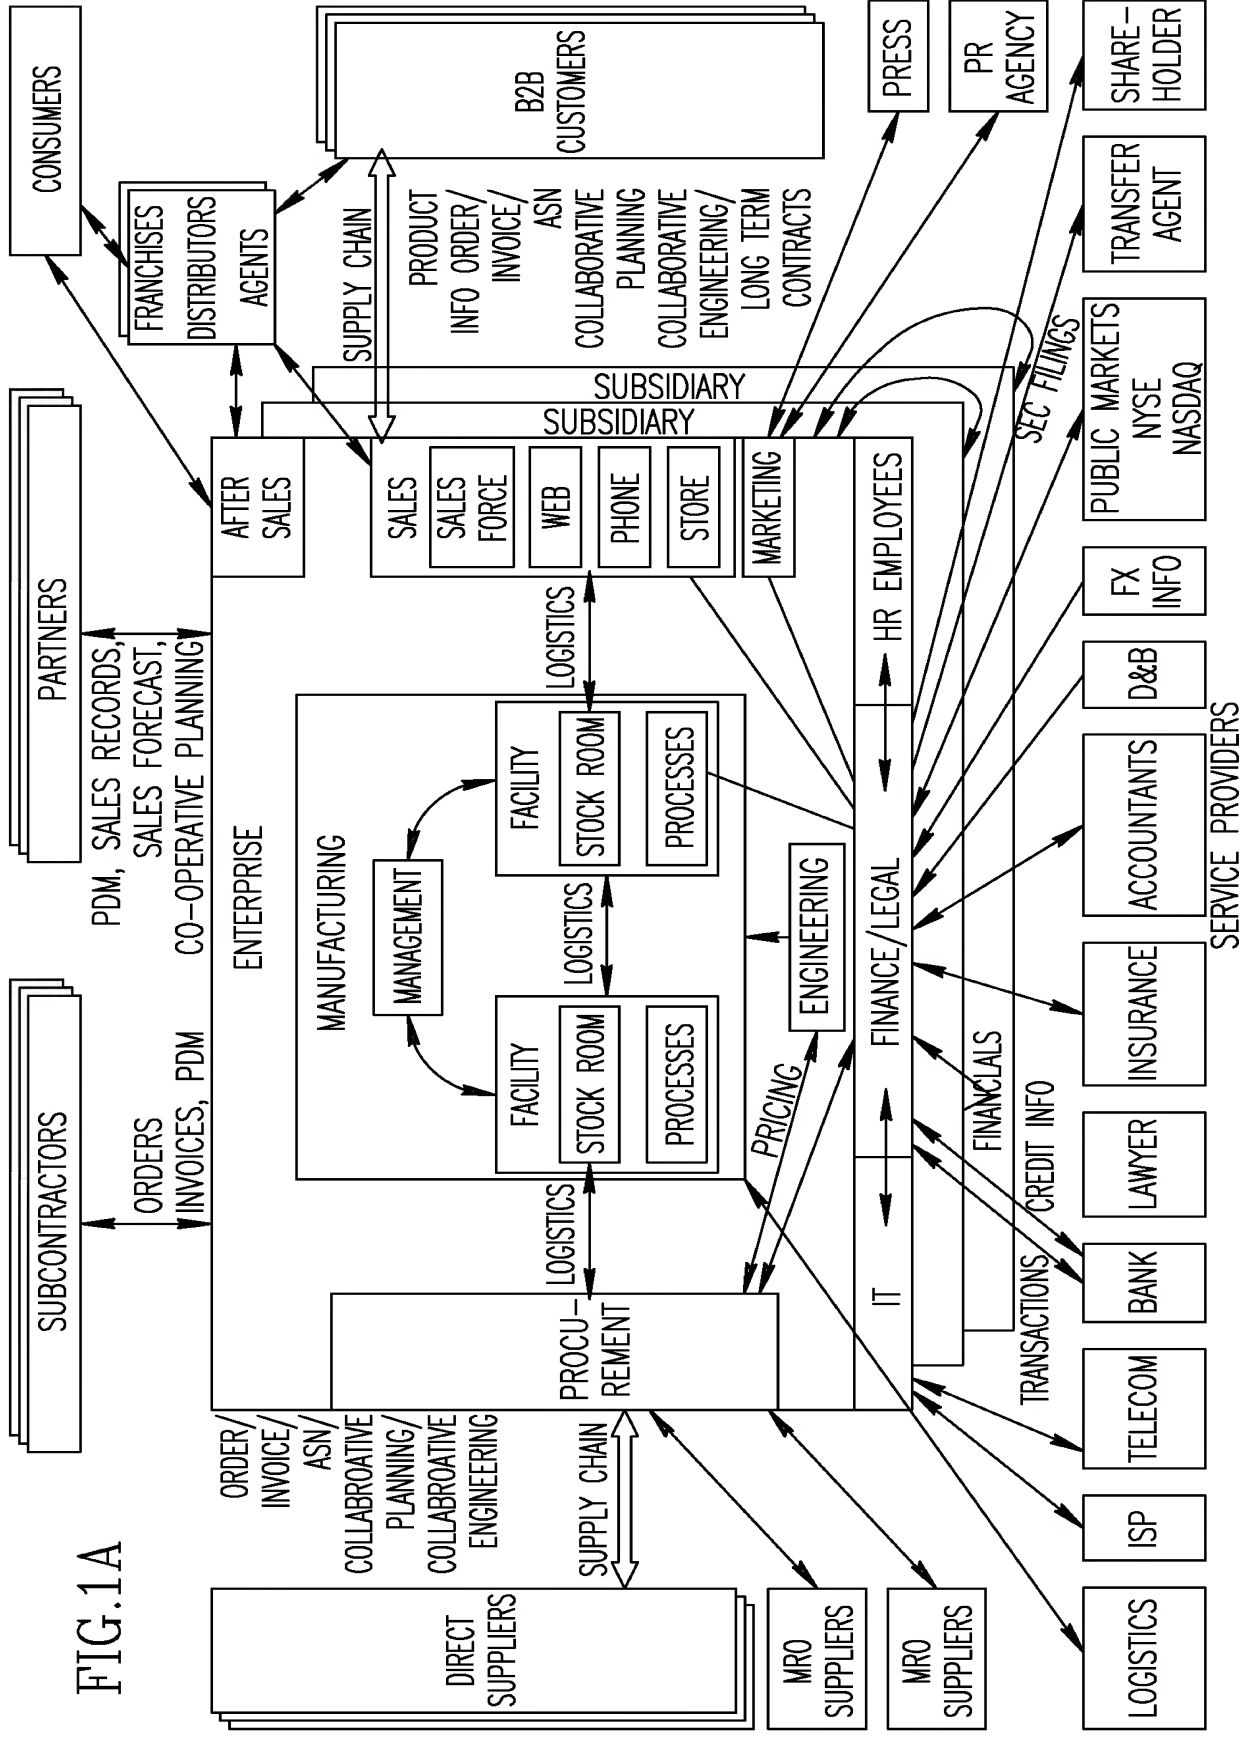 FIG.1A
SUBCONTRACTORS
PARTNERS
CONSUMERS
ORDERS
INVOICES, PDM
PDM, SALES RECORDS,
SALES FORECAST,
CO-OPERATIVE PLANNING
FRANCHISES
DISTRIBUTORS
AGENTS
ORDER/
INVOICE/
ASN/
COLLABROATIVE
PLANNING/
COLLABROATIVE
ENGINEERING
SUPPLY CHAIN
DIRECT
SUPPLIERS
MRO
SUPPLIERS
MRO
SUPPLIERS
ENTERPRISE
MANUFACTURING
MANAGEMENT
FACILITY
STOCK ROOM
PROCESSES
LOGISTICS
FACILITY
STOCK ROOM
PROCESSES
LOGISTICS
LOGISTICS
PROCU-
REMENT
PRICING
ENGINEERING
AFTER
SALES
SALES
SALES
FORCE
WEB
PHONE
STORE
MARKETING
IT
FINANCE/LEGAL
HR EMPLOYEES
SUBSIDIARY
SUBSIDIARY
SUPPLY CHAIN
PRODUCT
INFO ORDER/
INVOICE/
ASN
COLLABORATIVE
PLANNING
COLLABORATIVE
ENGINEERING/
LONG TERM
CONTRACTS
B2B
CUSTOMERS
PRESS
PR
AGENCY
TRANSACTIONS
CREDIT INFO
FINANCLALS
SEC FILINGS
LOGISTICS
ISP
TELECOM
BANK
LAWYER
INSURANCE
ACCOUNTANTS
D&B
FX
INFO
PUBLIC MARKETS
NYSE
NASDAQ
TRANSFER
AGENT
SHARE-
HOLDER
SERVICE PROVIDERS